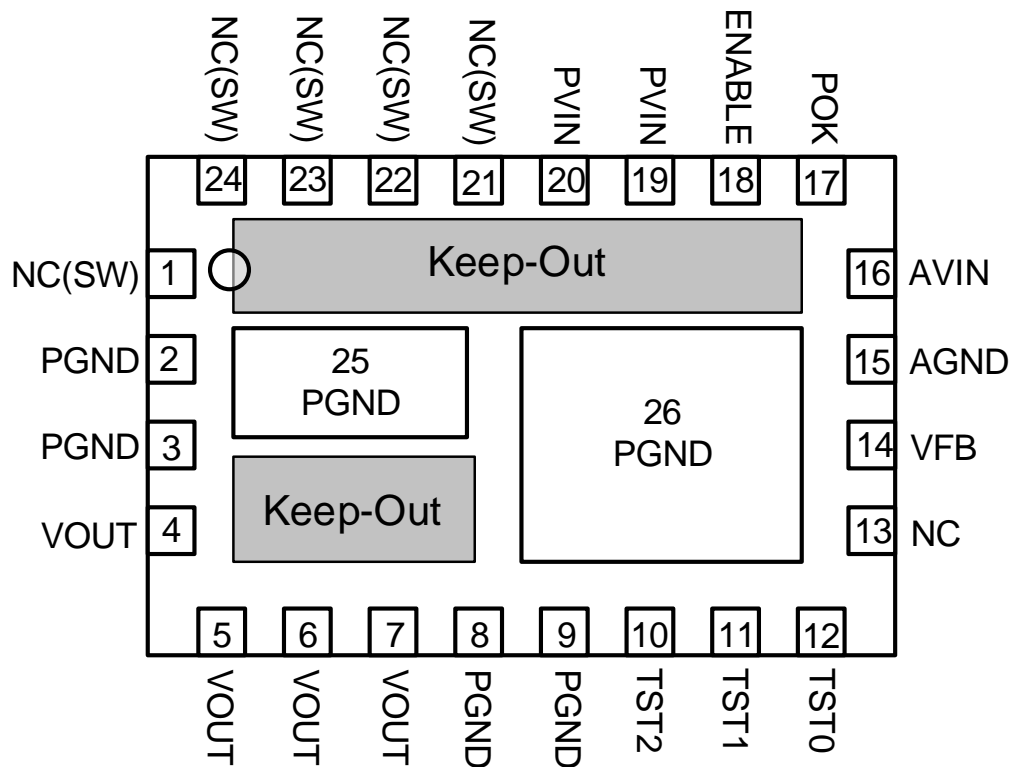 NC(SW)
NC(SW)
NC(SW)
NC(SW)
PVIN
PVIN
ENABLE
POK
24
23
22
21
20
19
18
17
NC(SW)
1
Keep-Out
16
AVIN
PGND
2
25
PGND
26
PGND
15
AGND
PGND
3
14
VFB
VOUT
4
Keep-Out
13
NC
5
6
7
8
9
10
11
12
VOUT
VOUT
VOUT
PGND
PGND
TST2
TST1
TST0